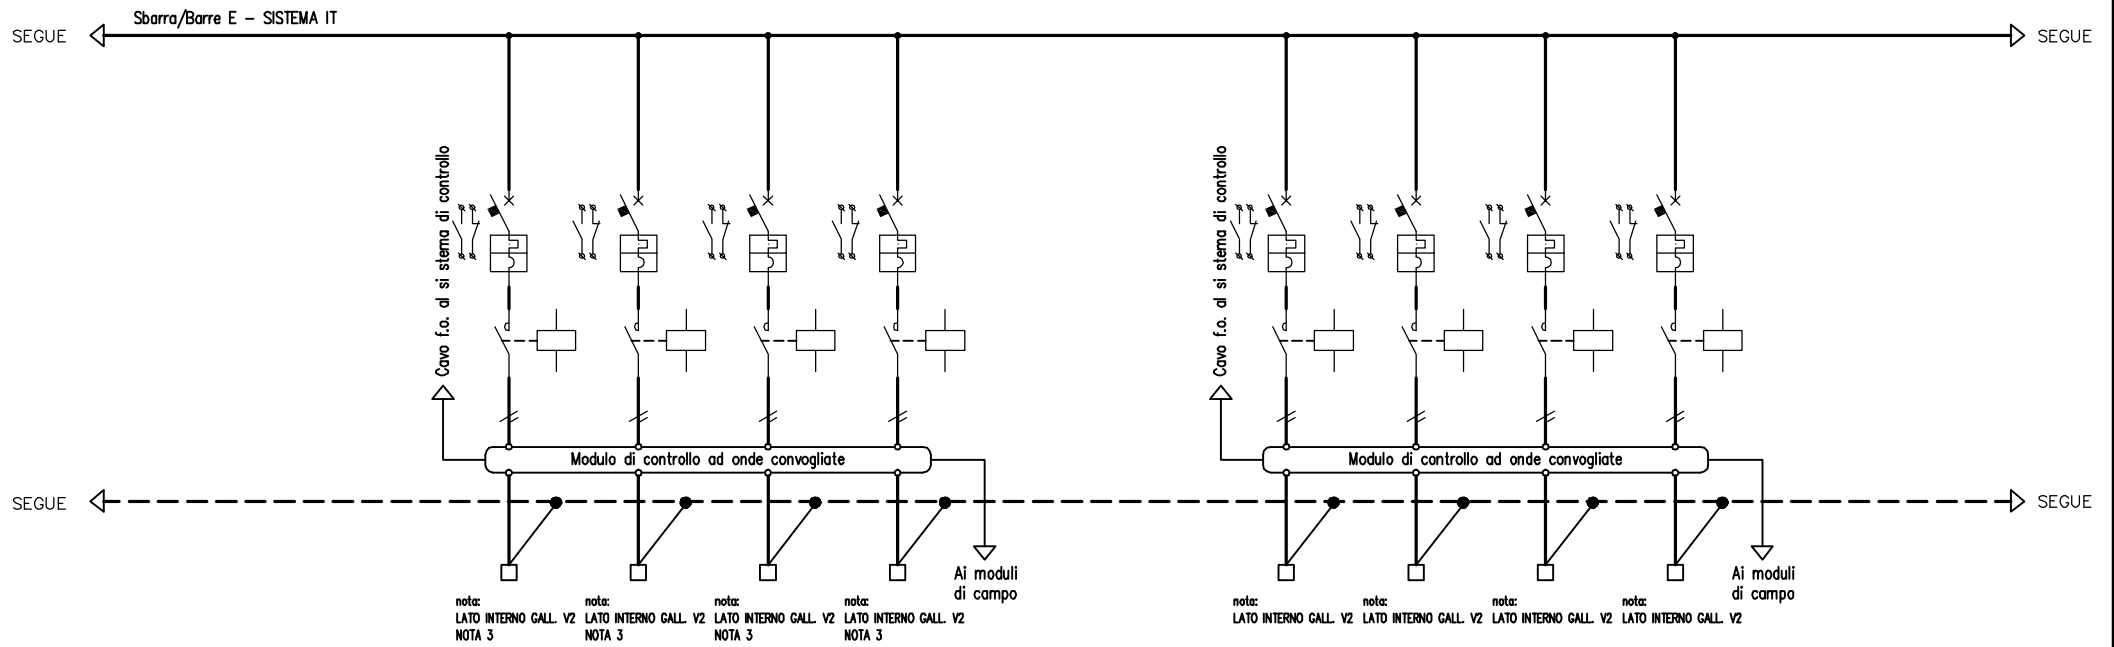 Sbarra/Barre E - SISTEMA IT
SEGUE
SEGUE
Cavo f.o. al si stema di controllo
Cavo f.o. al si stema di controllo
Modulo di controllo ad onde convogliate
Modulo di controllo ad onde convogliate
SEGUE
SEGUE
Ai moduli
di campo
Ai moduli
di campo
nota:
LATO INTERNO GALL. V2
NOTA 3
nota:
LATO INTERNO GALL. V2
NOTA 3
nota:
LATO INTERNO GALL. V2
NOTA 3
nota:
LATO INTERNO GALL. V2
NOTA 3
nota:
LATO INTERNO GALL. V2
nota:
LATO INTERNO GALL. V2
nota:
LATO INTERNO GALL. V2
nota:
LATO INTERNO GALL. V2